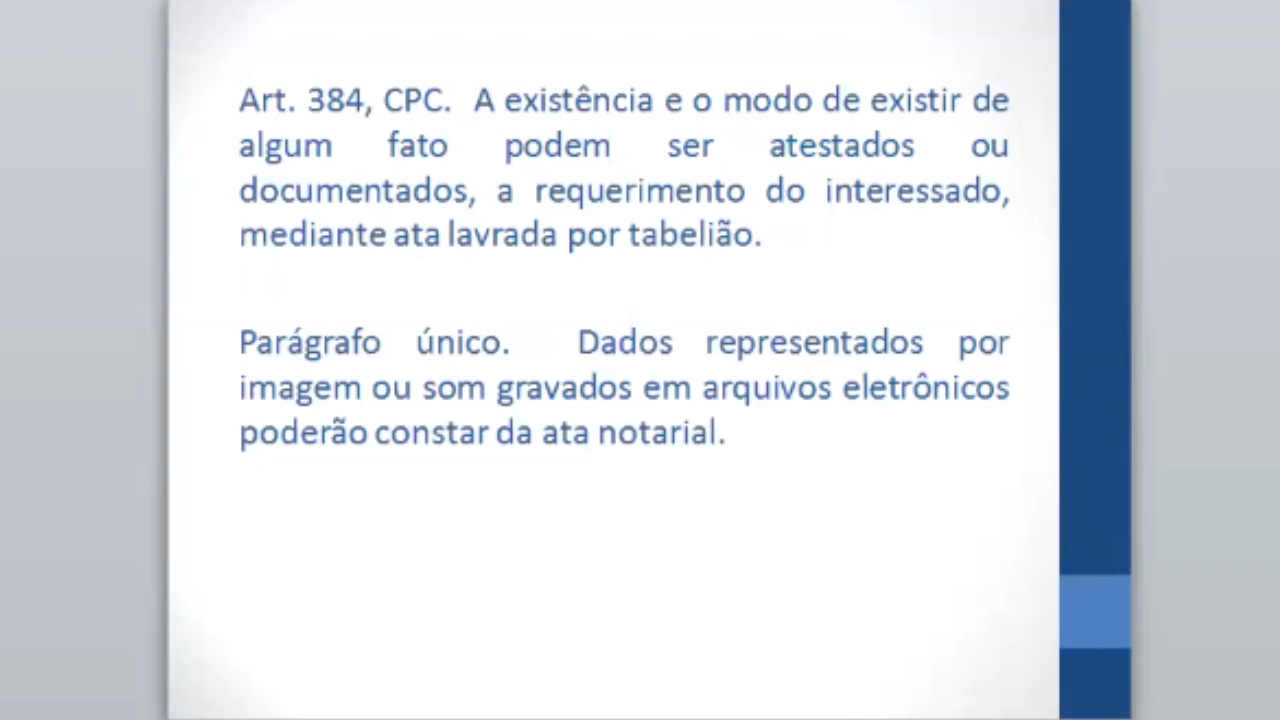 Art. 384, CPC. A existência e o modo de existir de
algum fato podem ser atestados ou
documentados, a requerimento do interessado,
mediante ata lavrada por tabelião.
Parágrafo único. Dados representados por
imagem ou som gravados em arquivos eletrônicos
poderão constar da ata notarial.